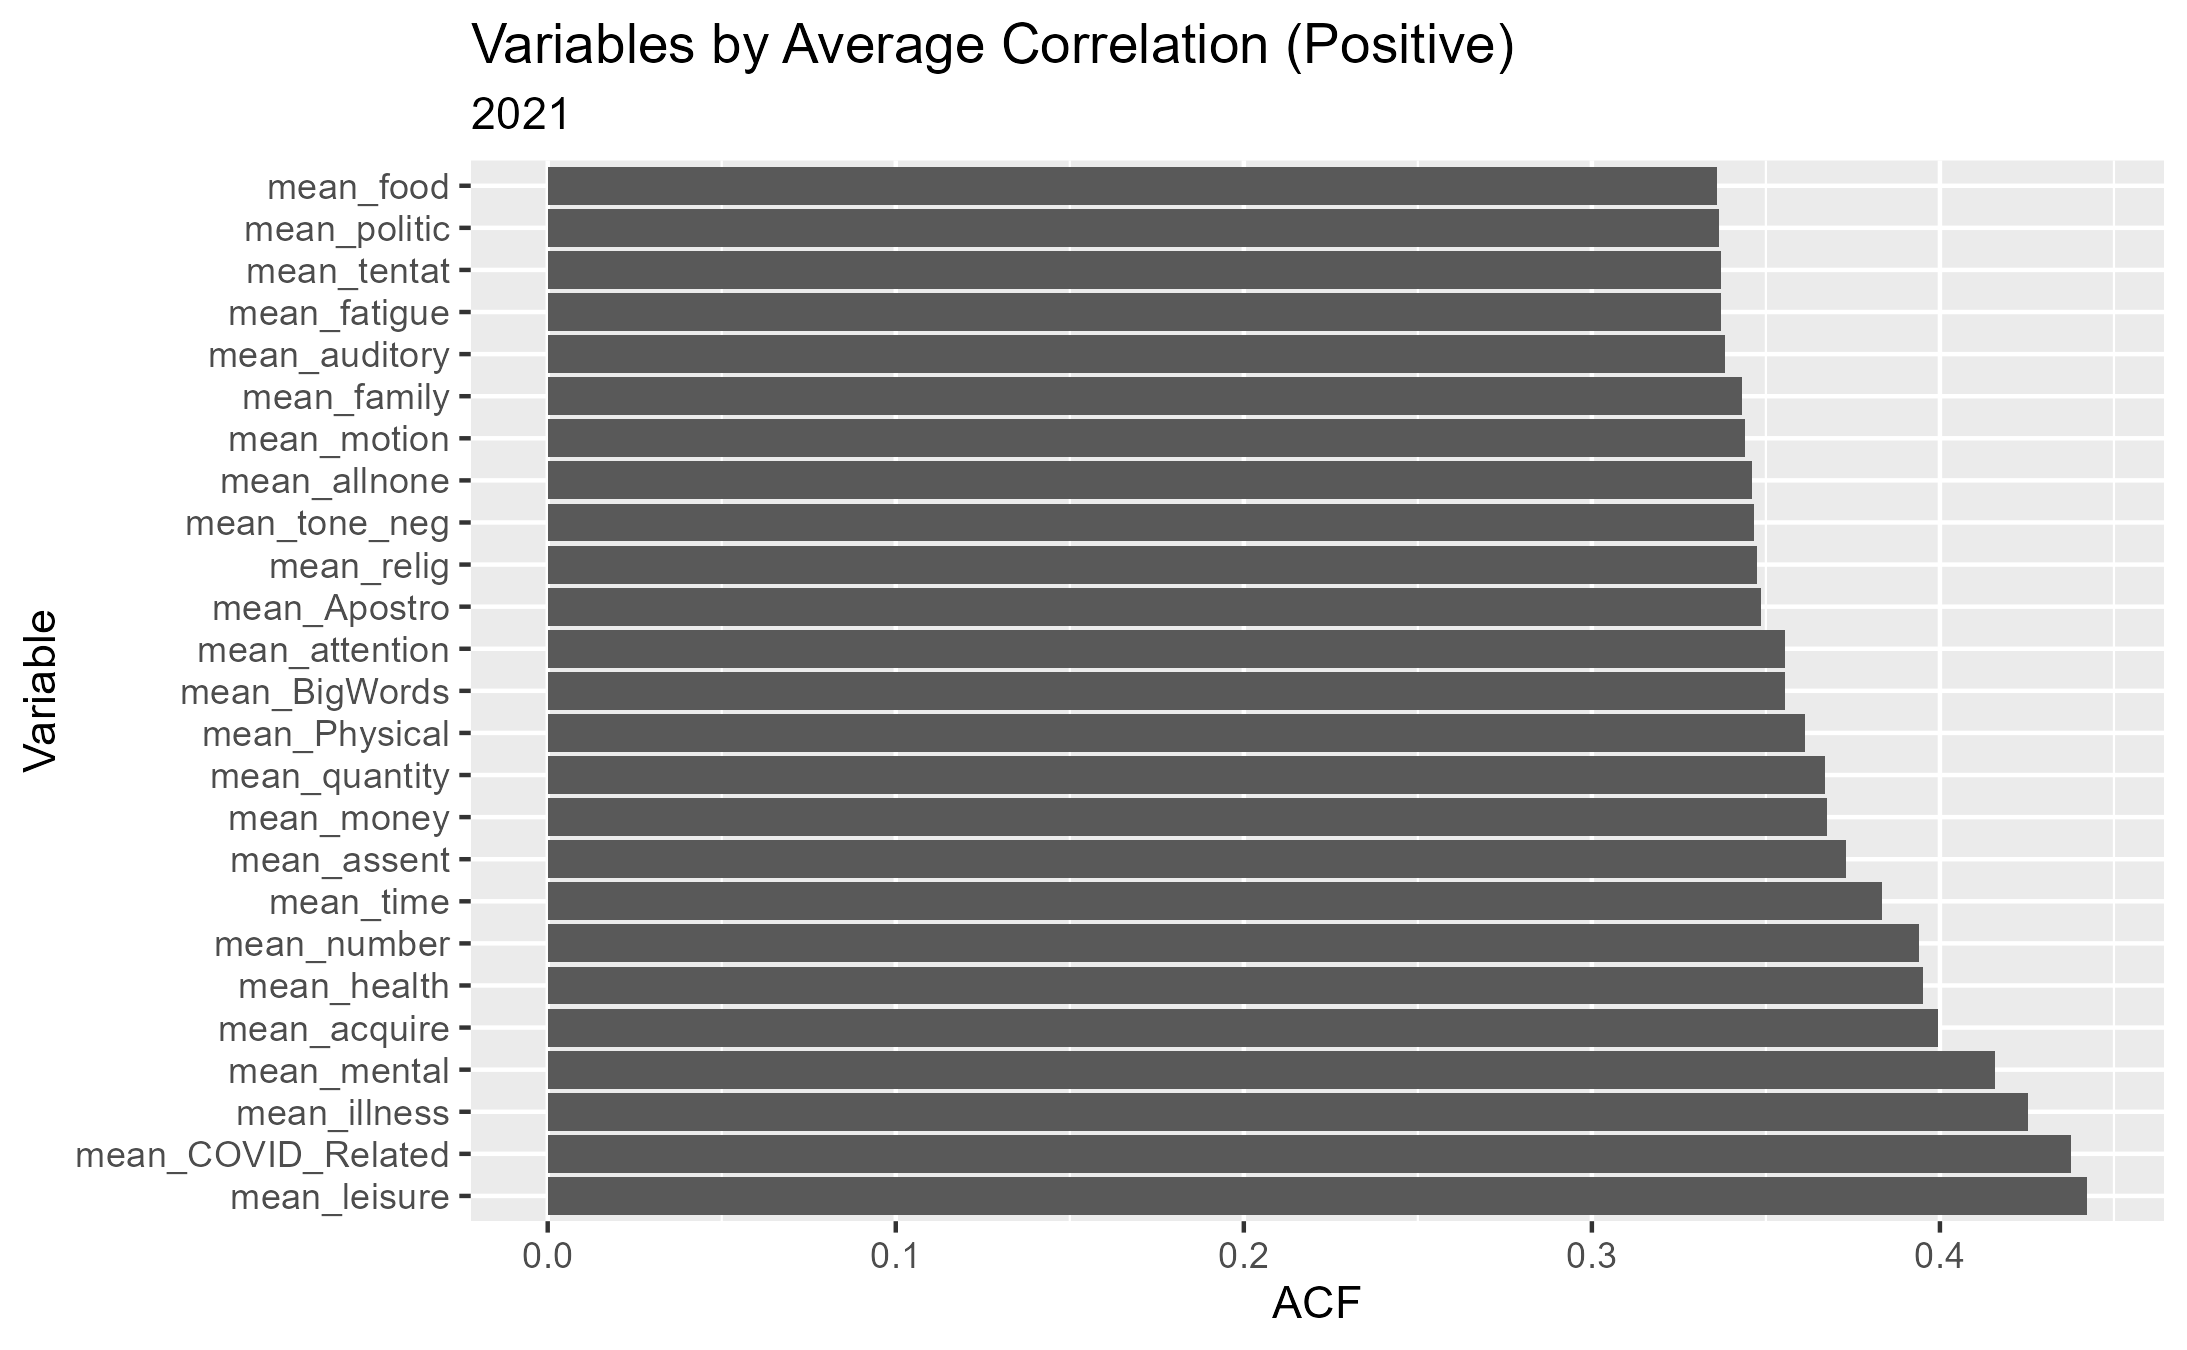 Variables by Average Correlation (Positive)
2021
Variable
mean_food
mean_politic
mean_tentat
mean_fatigue
mean_auditory
mean_family
mean_motion
mean_allnone
mean_tone_neg
mean_relig
mean_Apostro
mean_attention
mean_BigWords
mean_Physical
mean_quantity
mean_money
mean_assent
mean_time
mean_number
mean_health
mean_acquire
mean_mental
mean_illness
mean_COVID_Related
mean_leisure
0.0 0.1 0.2 0.3 0.4
ACF